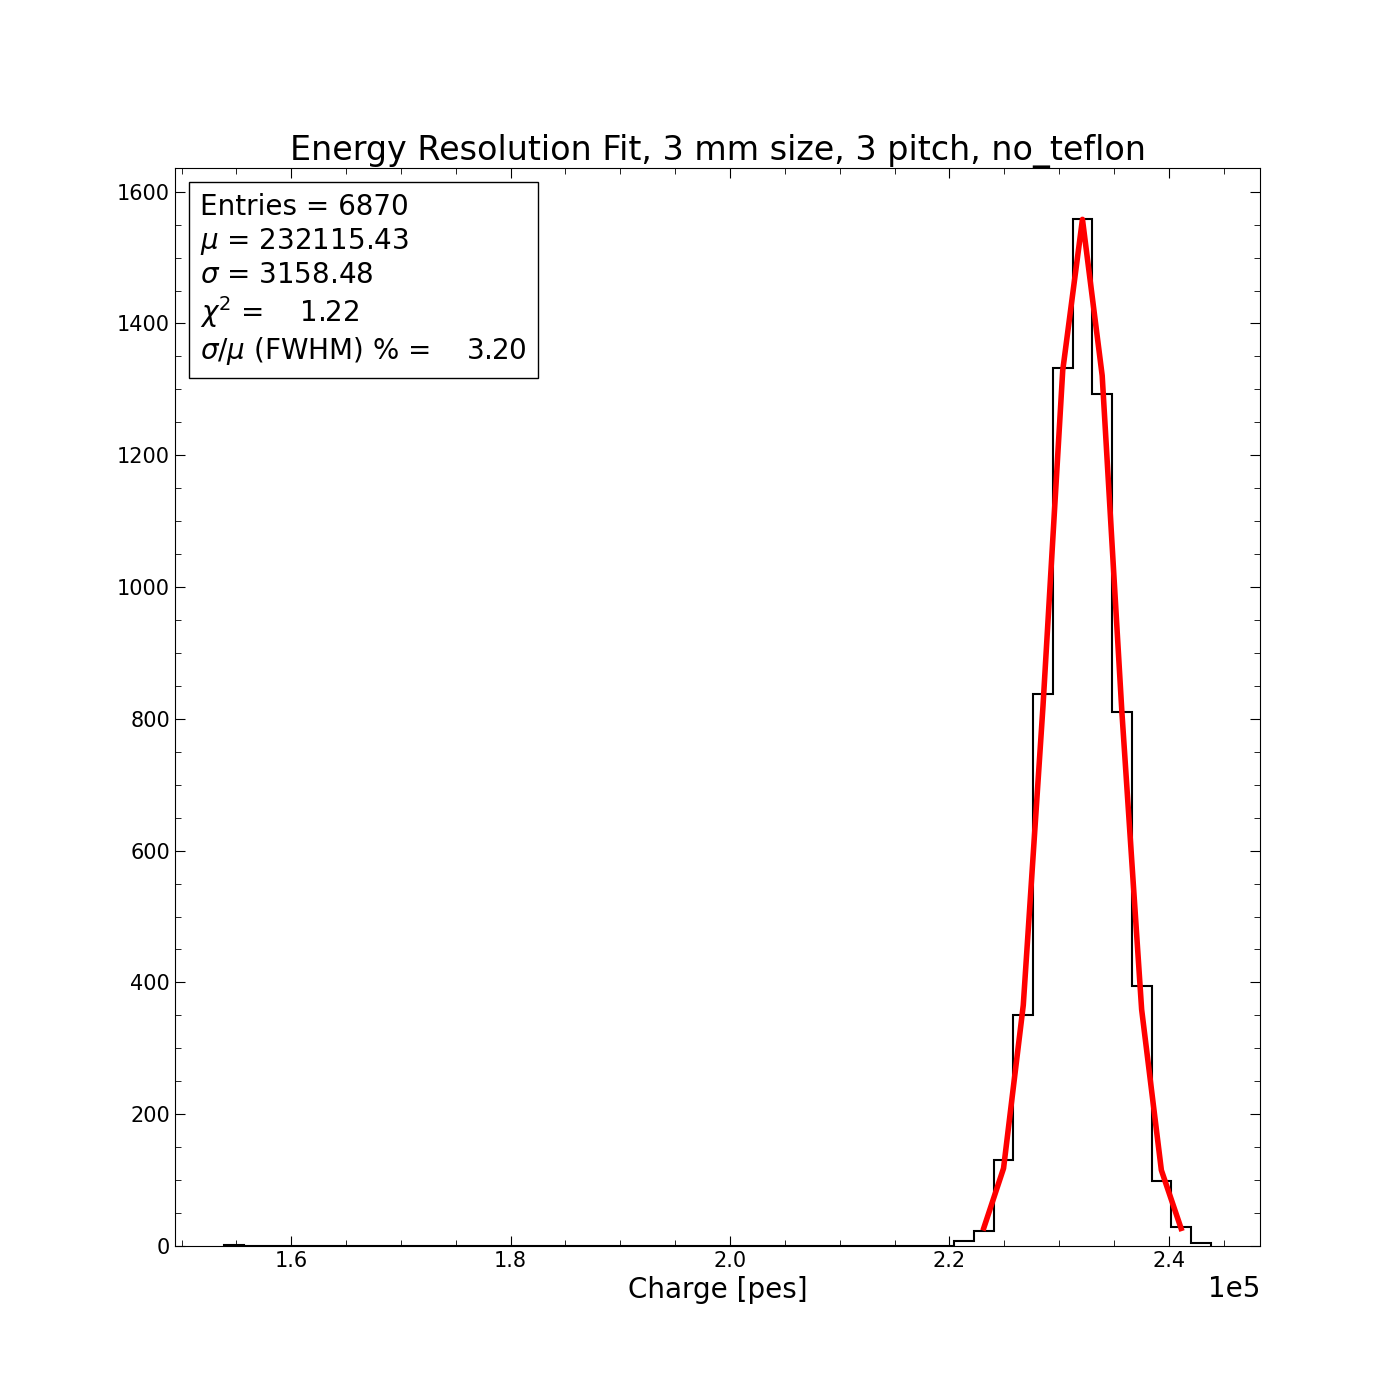 Energy Resolution Fit, 3 mm size, 3 pitch, no_teflon
Entries = 6870
μ = 232115.43
σ = 3158.48
χ² = 1.22
σ/μ (FWHM) % = 3.20
1600
1400
1200
1000
800
600
400
200
0
1.6 1.8 2.0 2.2 2.4
Charge [pes]
1e5